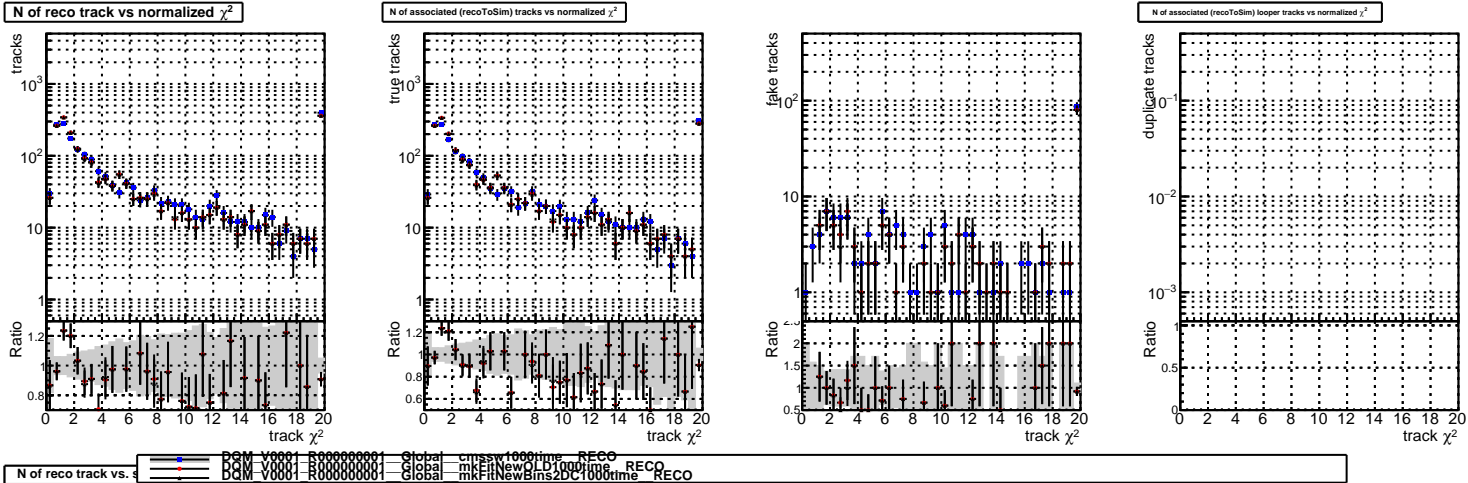 N of reco track vs normalized χ²
N of associated (recoToSim) tracks vs normalized χ²
N of associated (recoToSim) looper tracks vs normalized χ²
tracks
10³
10²
10
1
Ratio
1.2
1
0.8
0 2 4 6 8 10 12 14 16 18 20
track χ²
true tracks
10³
10²
10
1
Ratio
1.2
1
0.8
0.6
0 2 4 6 8 10 12 14 16 18 20
track χ²
fake tracks
10²
10
1
Ratio
2.5
2
1.5
1
0.5
0 2 4 6 8 10 12 14 16 18 20
track χ²
duplicate tracks
10⁻¹
10⁻²
10⁻³
Ratio
1
0.5
0
0 2 4 6 8 10 12 14 16 18 20
track χ²
DQM_V0001_R000000001__Global__cmssw1000time__RECO
DQM_V0001_R000000001__Global__mkFitNewOLD1000time__RECO
DQM_V0001_R000000001__Global__mkFitNewBins2DC1000time__RECO
N of reco track vs. s